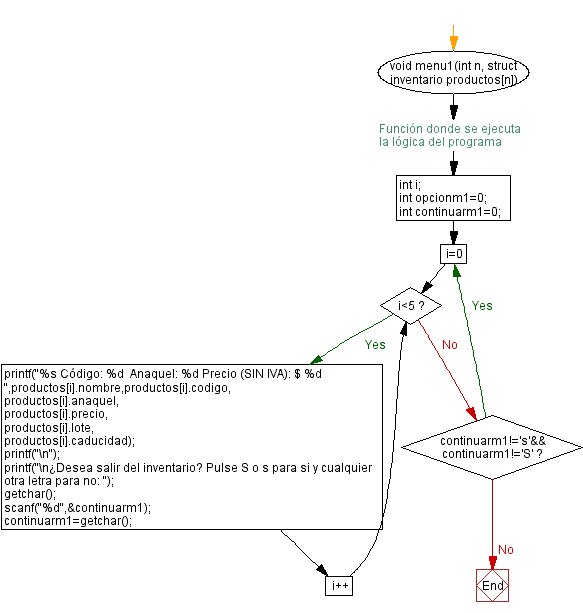 void menu1(int n, struct
inventario productos[n])
Función donde se ejecuta
la lógica del programa
int i;
int opcionm1=0;
int continuarm1=0;
i=0
i<5 ?
Yes
No
Yes
printf("%s Código: %d  Anaquel: %d Precio (SIN IVA): $ %d
",productos[i].nombre,productos[i].codigo,
productos[i].anaquel,
productos[i].precio,
productos[i].lote,
productos[i].caducidad);
printf("\n");
printf("\n¿Desea salir del inventario? Pulse S o s para si y cualquier
otra letra para no: ");
getchar();
scanf("%d",&continuarm1);
continuarm1=getchar();
i++
continuarm1!='s'&&
continuarm1!='S' ?
No
End